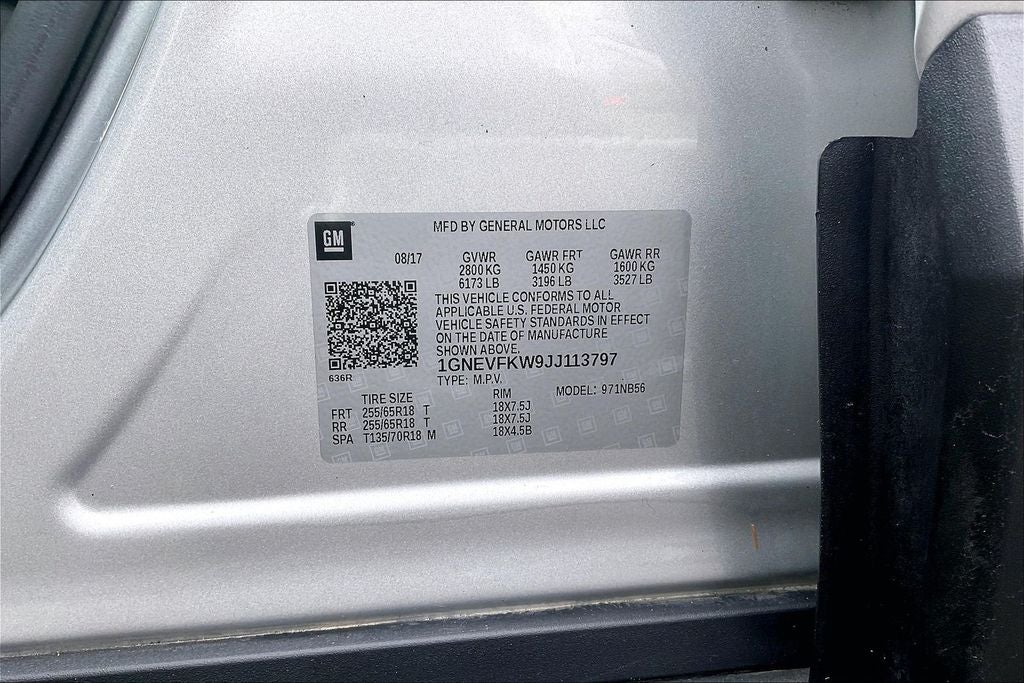 GM
MFD BY GENERAL MOTORS LLC
08/17 GVWR GAWR FRT GAWR RR
2800 KG 1450 KG 1600 KG
6173 LB 3196 LB 3527 LB
THIS VEHICLE CONFORMS TO ALL
APPLICABLE U.S. FEDERAL MOTOR
VEHICLE SAFETY STANDARDS IN EFFECT
ON THE DATE OF MANUFACTURE
SHOWN ABOVE.
1GNEVFKW9JJ113797
636R
TYPE: M.P.V. MODEL: 971NB56
TIRE SIZE RIM
FRT 255/65R18 T 18X7.5J
RR 255/65R18 T 18X7.5J
SPA T135/70R18 M 18X4.5B